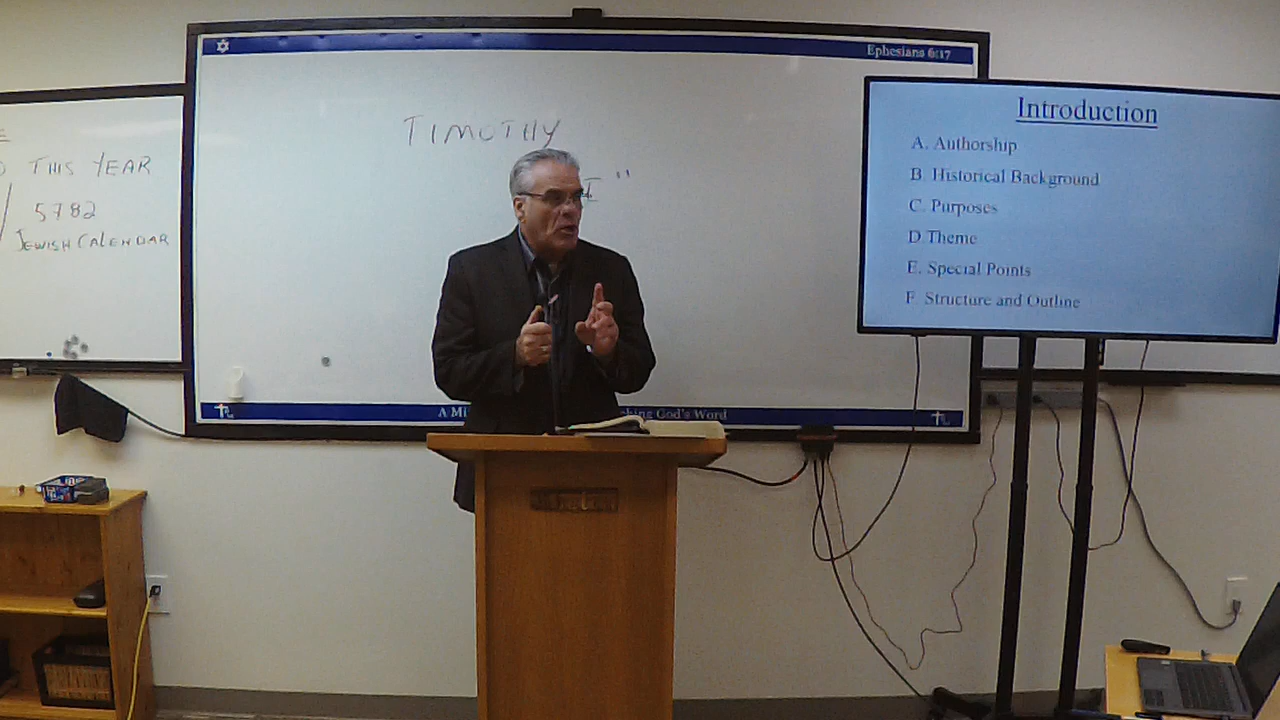 THIS YEAR
5782
JEWISH CALENDAR
Ephesians 6:17
TIMOTHY
I "
God's Word
Introduction
A. Authorship
B. Historical Background
C. Purposes
D. Theme
E. Special Points
F. Structure and Outline